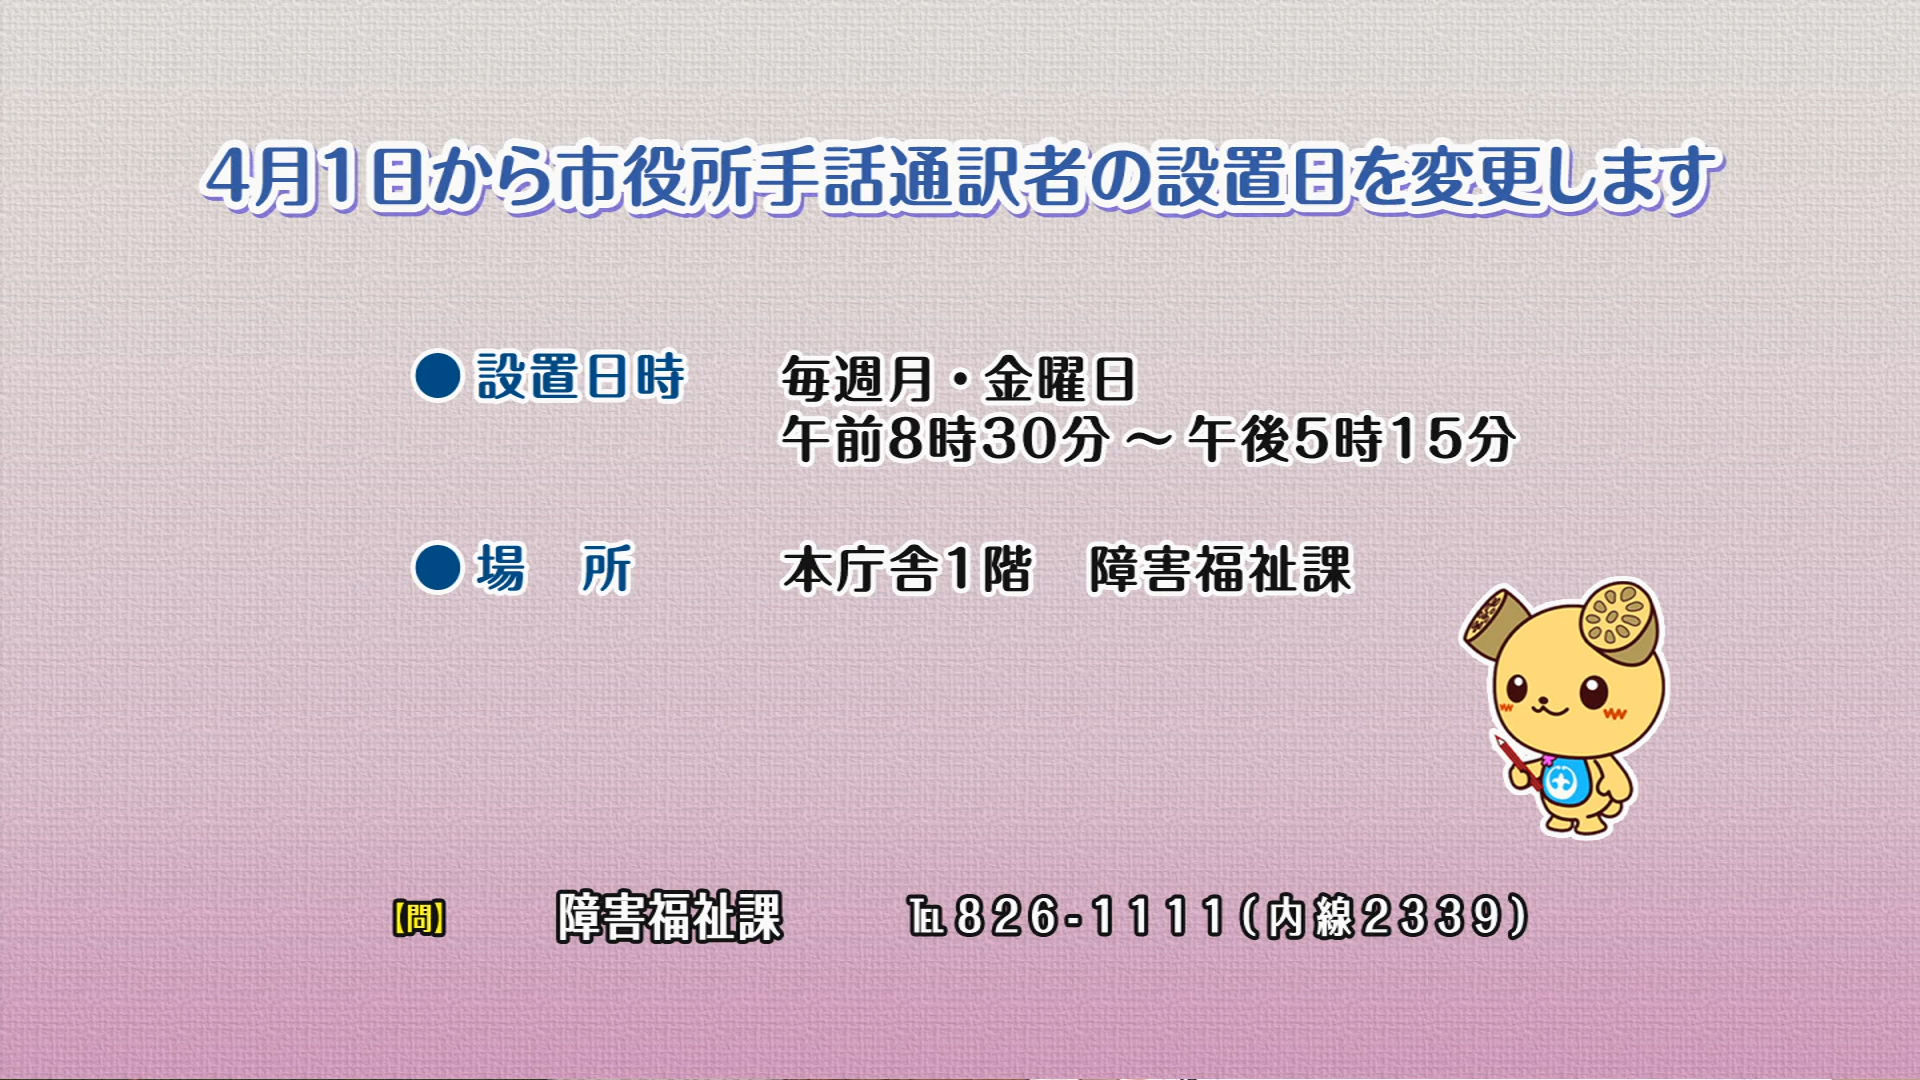 4月1日から市役所手話通訳者の設置日を変更します
●設置日時　毎週月・金曜日
午前8時30分～午後5時15分
●場　所　本庁舎1階　障害福祉課
【問】　障害福祉課　℡826-1111(内線2339)